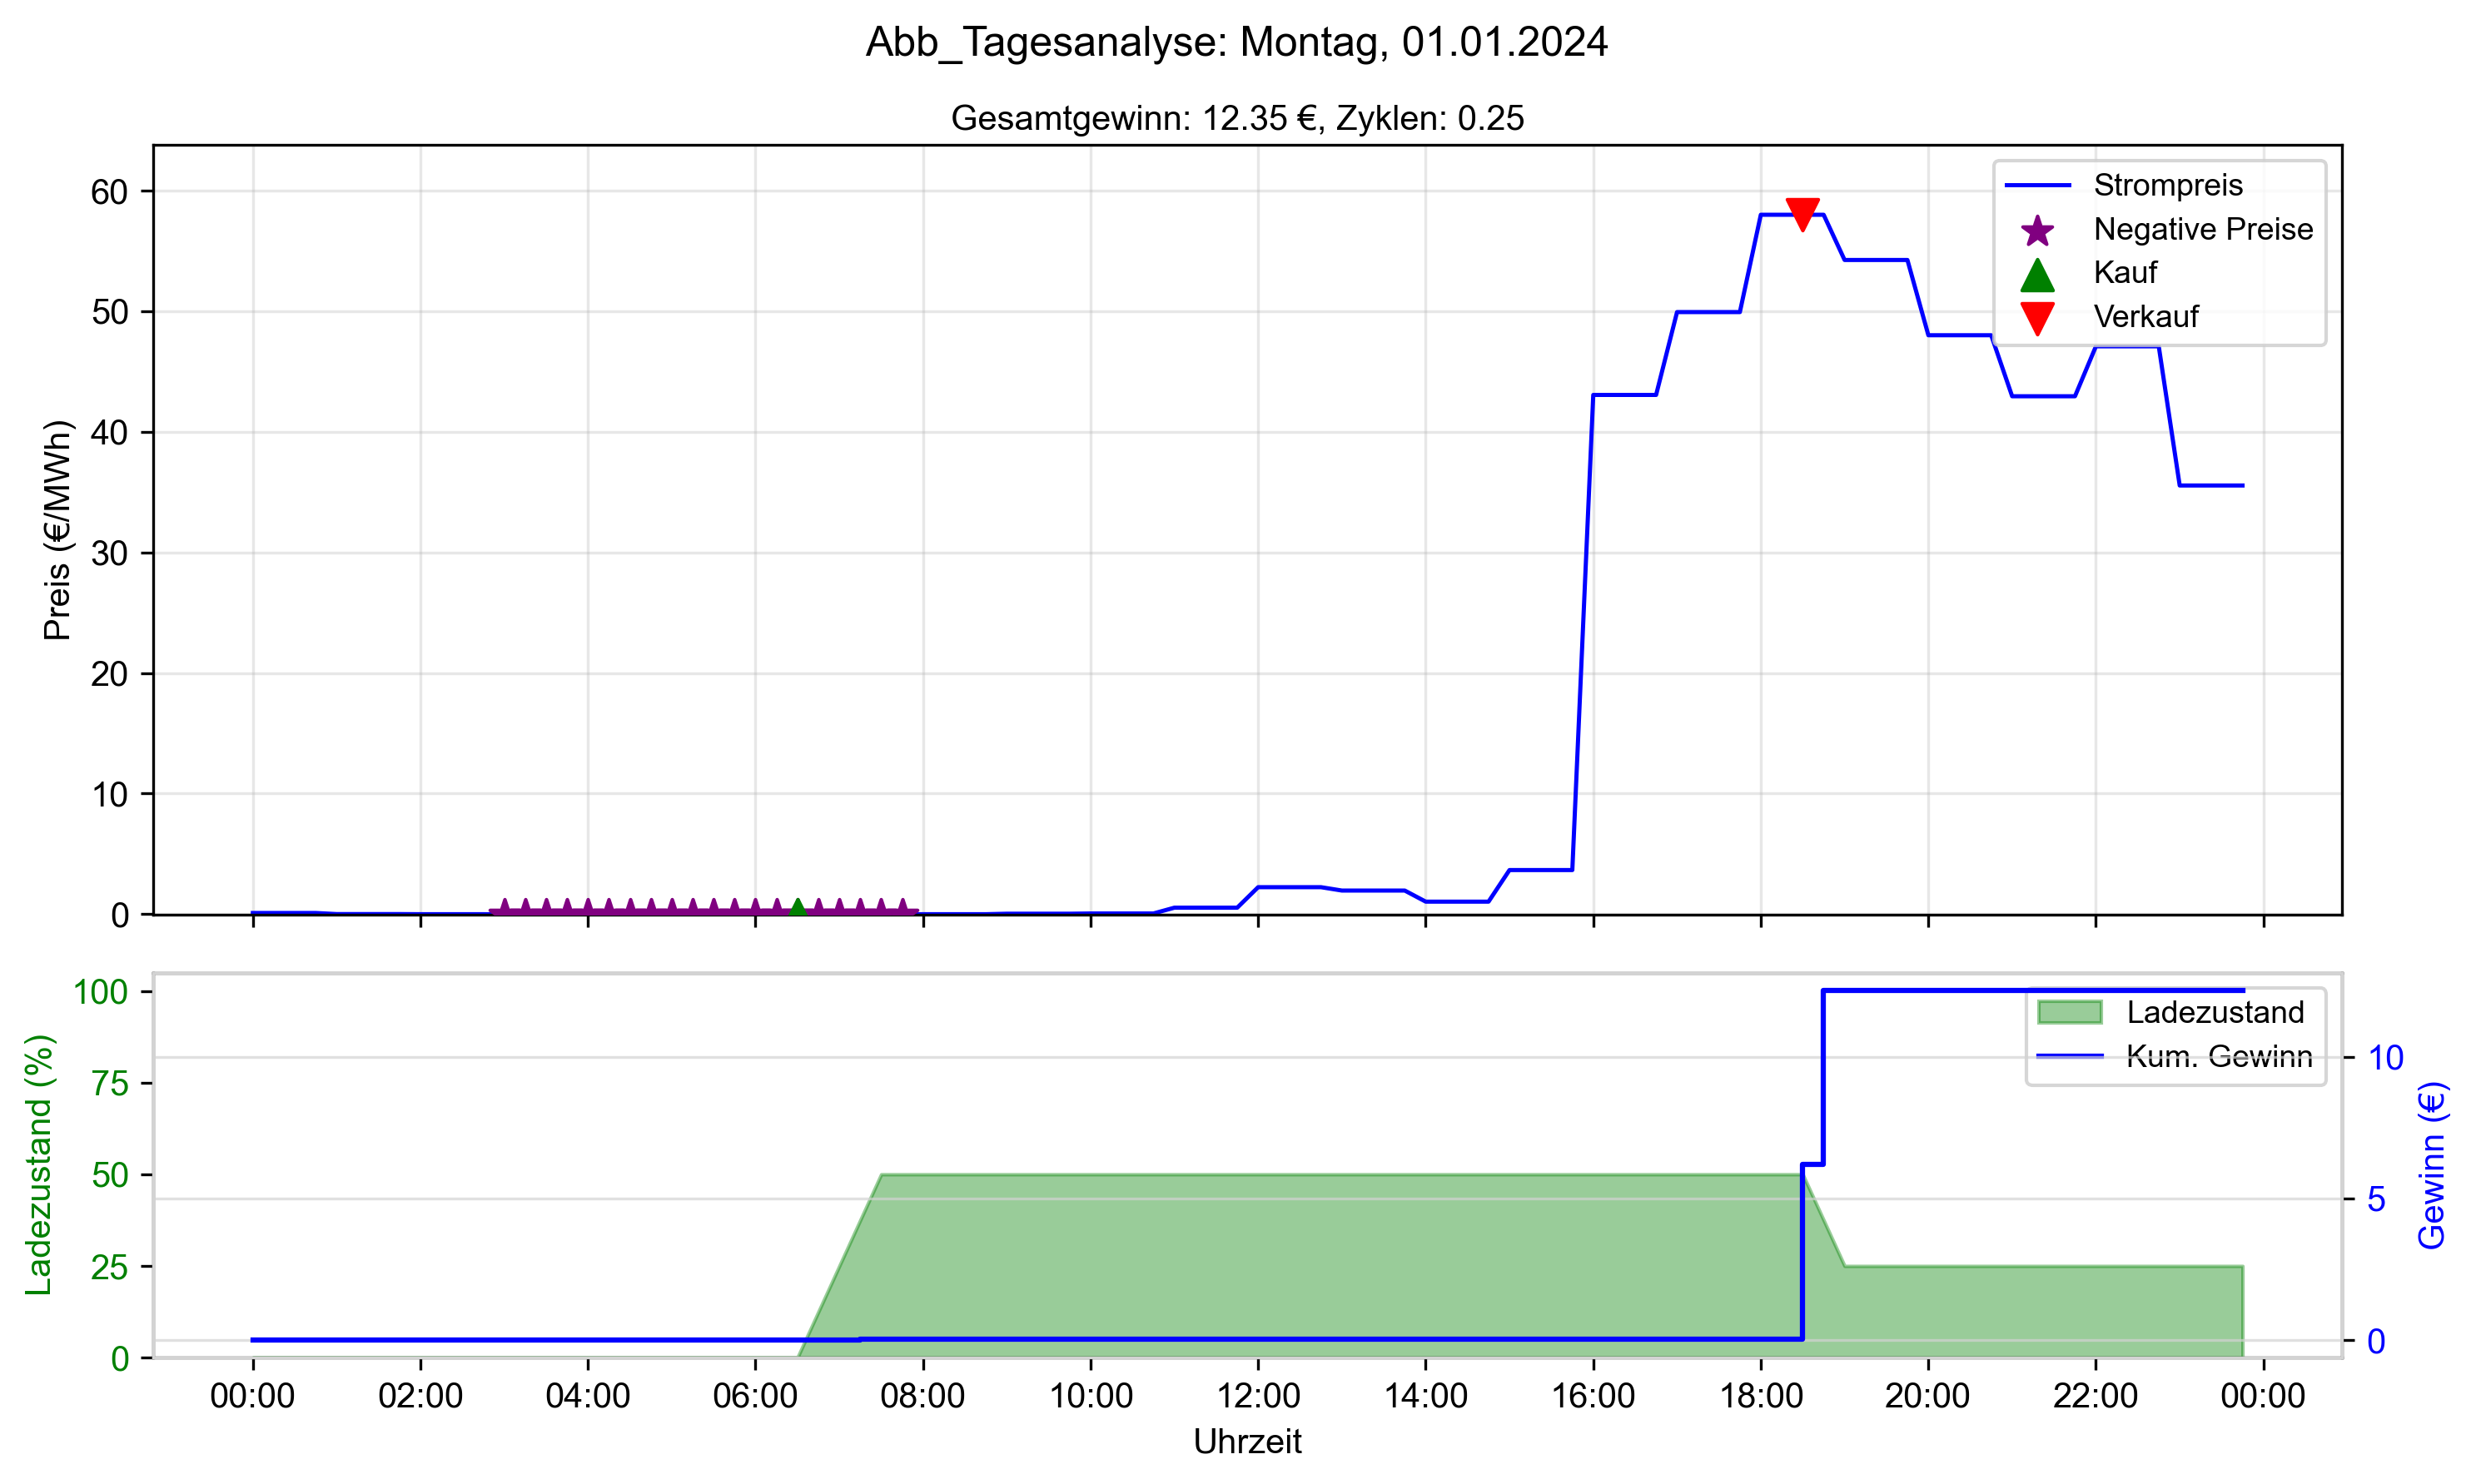 Abb_Tagesanalyse: Montag, 01.01.2024
Gesamtgewinn: 12.35 €, Zyklen: 0.25
Preis (€/MWh)
60
50
40
30
20
10
0
Strompreis
Negative Preise
Kauf
Verkauf
Ladezustand (%)
100
75
50
25
0
Ladezustand
Kum. Gewinn
10
5
0
Gewinn (€)
00:00 02:00 04:00 06:00 08:00 10:00 12:00 14:00 16:00 18:00 20:00 22:00 00:00
Uhrzeit